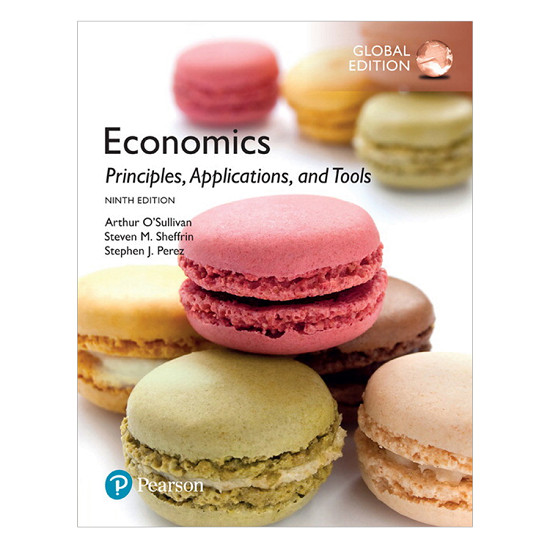 GLOBAL
EDITION
Economics
Principles, Applications, and Tools
NINTH EDITION
Arthur O'Sullivan
Steven M. Sheffrin
Stephen J. Perez
P Pearson